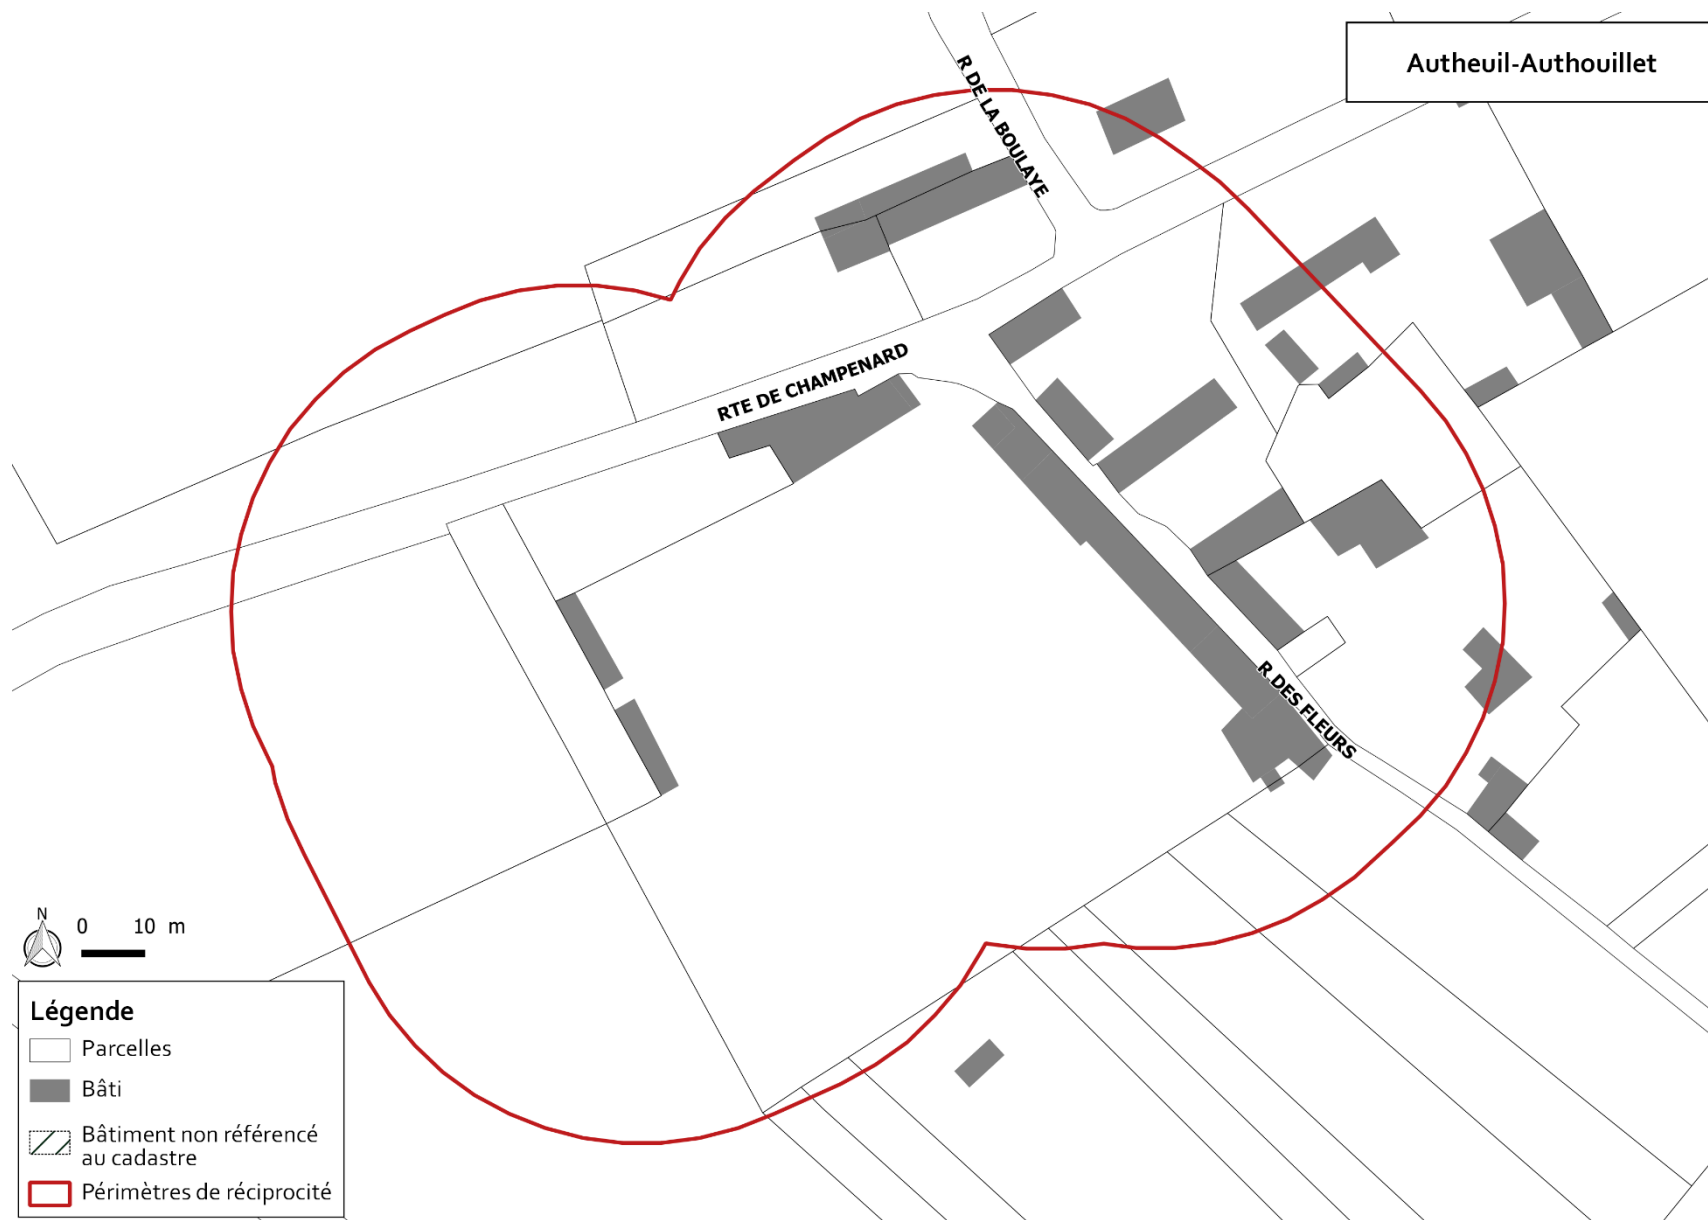 Autheuil-Authouillet
R DE LA BOULAYE
RTE DE CHAMPENARD
R DES FLEURS
N
0 10 m
Légende
Parcelles
Bâti
Bâtiment non référencé
au cadastre
Périmètres de réciprocité